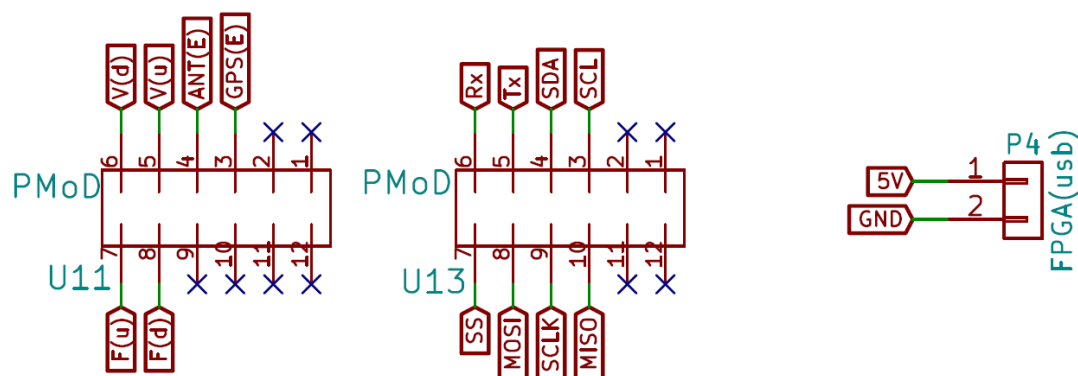 V(d) V(u) ANT(E) GPS(E)
6 5 4 3 2 1
PMoD
7 8 9 10 11 12
U11
F(u) F(d)
Rx Tx SDA SCL
6 5 4 3 2 1
PMoD
7 8 9 10 11 12
U13
SS MOSI SCLK MISO
P4
5V 1
GND 2
FPGA(usb)